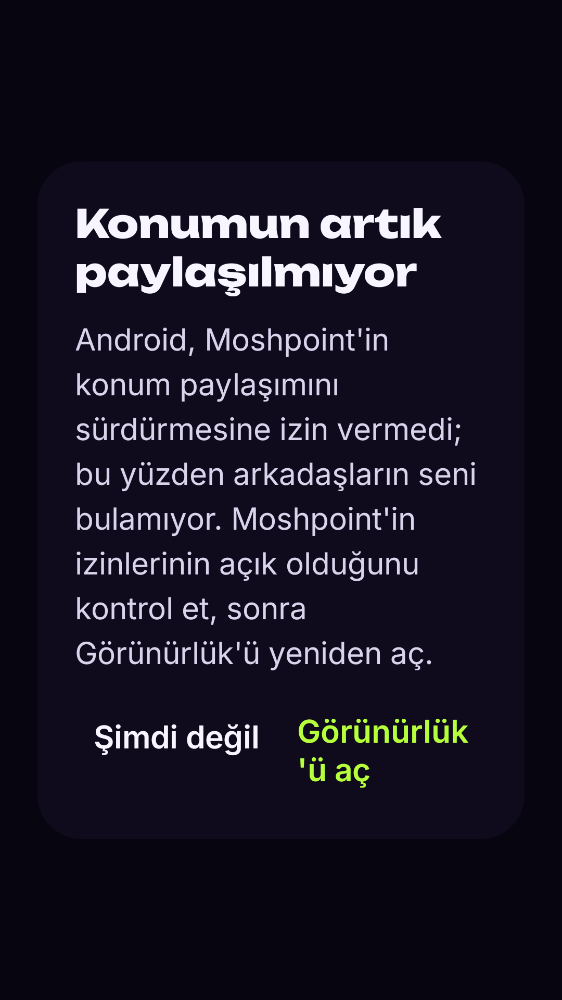 Konumun artık
paylaşılmıyor
Android, Moshpoint'in
konum paylaşımını
sürdürmesine izin vermedi;
bu yüzden arkadaşların seni
bulamıyor. Moshpoint'in
izinlerinin açık olduğunu
kontrol et, sonra
Görünürlük'ü yeniden aç.
Şimdi değil
Görünürlük
'ü aç